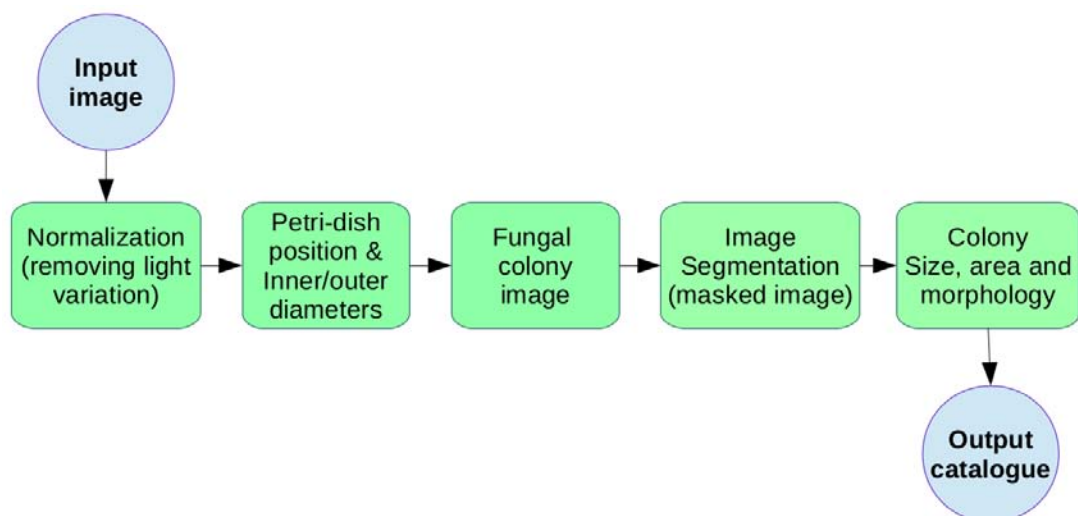 Input
image
Normalization
(removing light
variation)
Petri-dish
position &
Inner/outer
diameters
Fungal
colony
image
Image
Segmentation
(masked image)
Colony
Size, area and
morphology
Output
catalogue